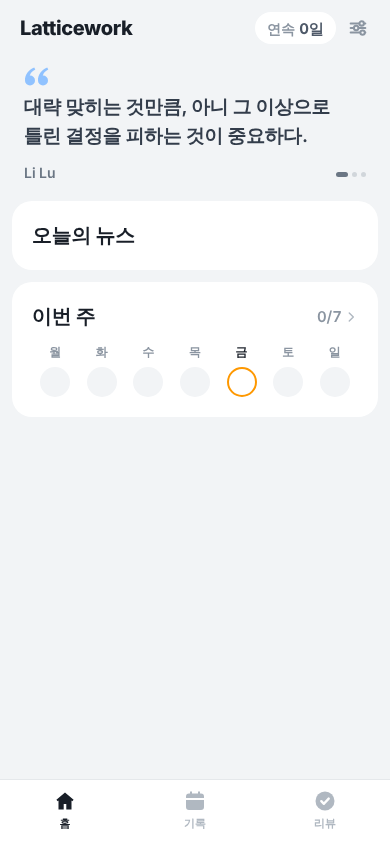 Latticework
연속 0일
“
대략 맞히는 것만큼, 아니 그 이상으로
틀린 결정을 피하는 것이 중요하다.
Li Lu
오늘의 뉴스
이번 주
0/7
월 화 수 목 금 토 일
홈 기록 리뷰